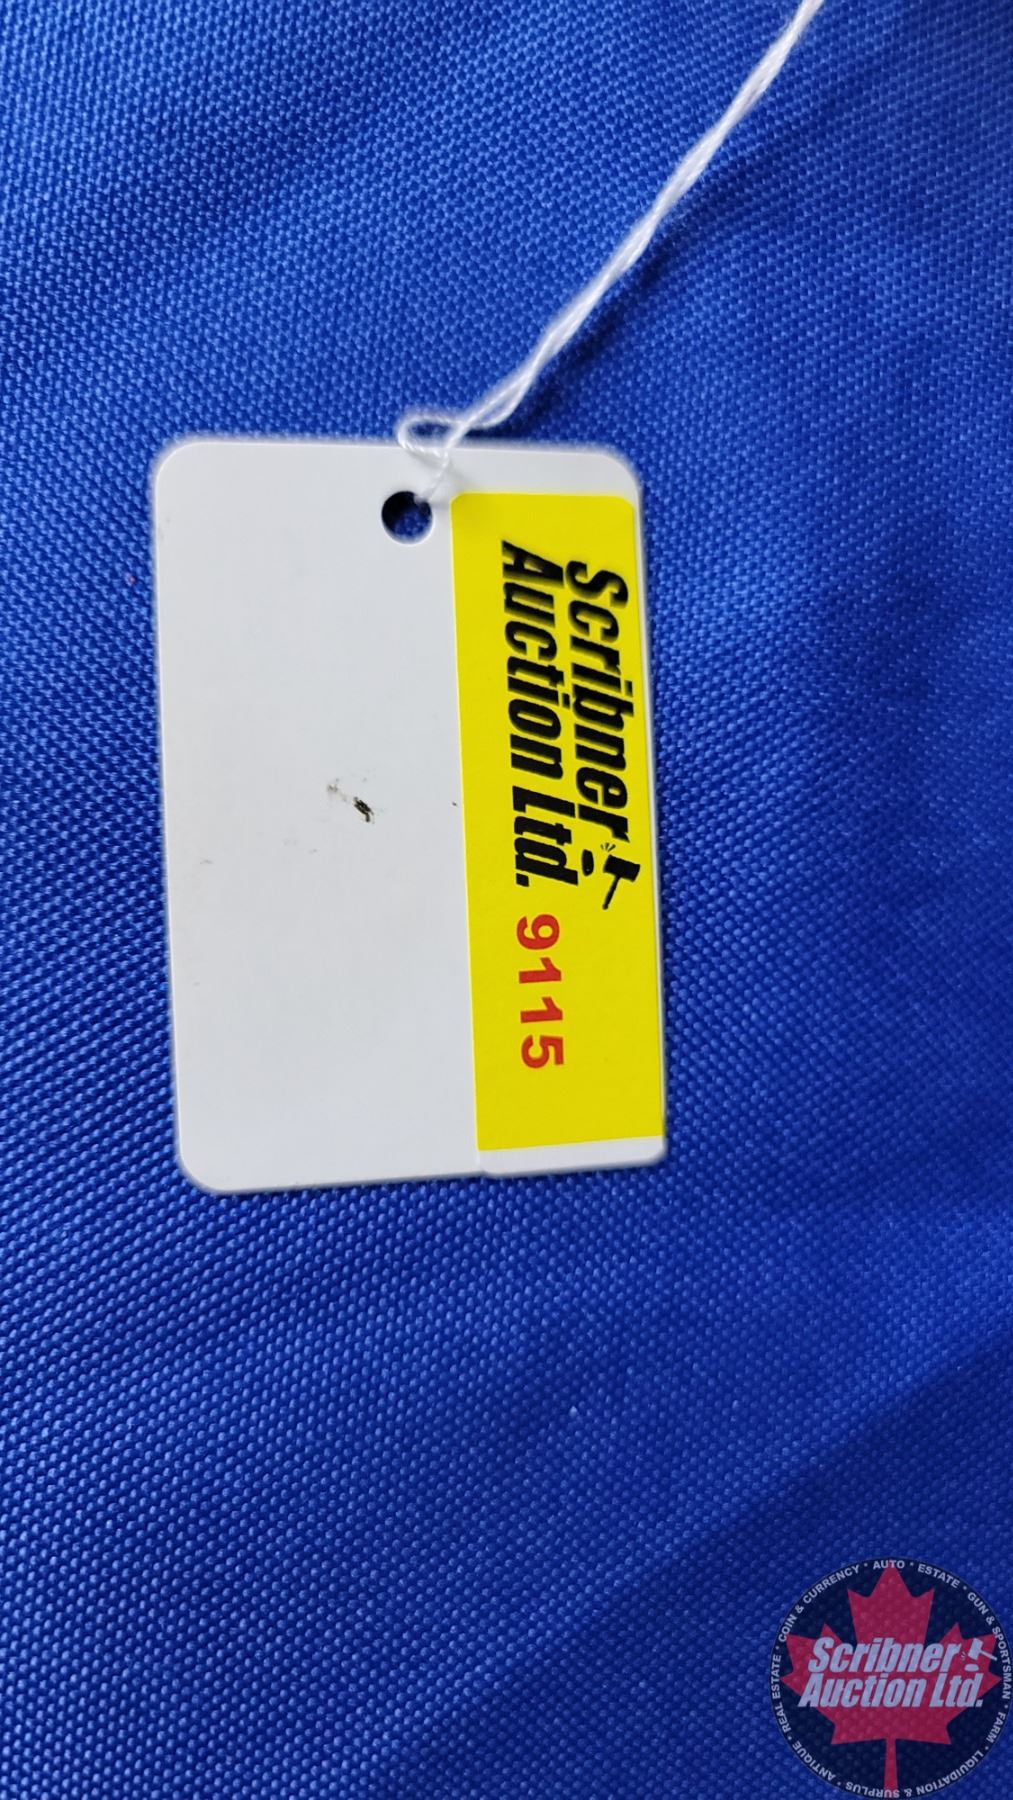 Scribner
Auction Ltd.
9115
COIN & CURRENCY * AUTO * ESTATE * GUN & SPORTSMAN * FARM * LIQUIDATION & SURPLUS * ANTIQUE * REAL ESTATE *
Scribner
Auction Ltd.